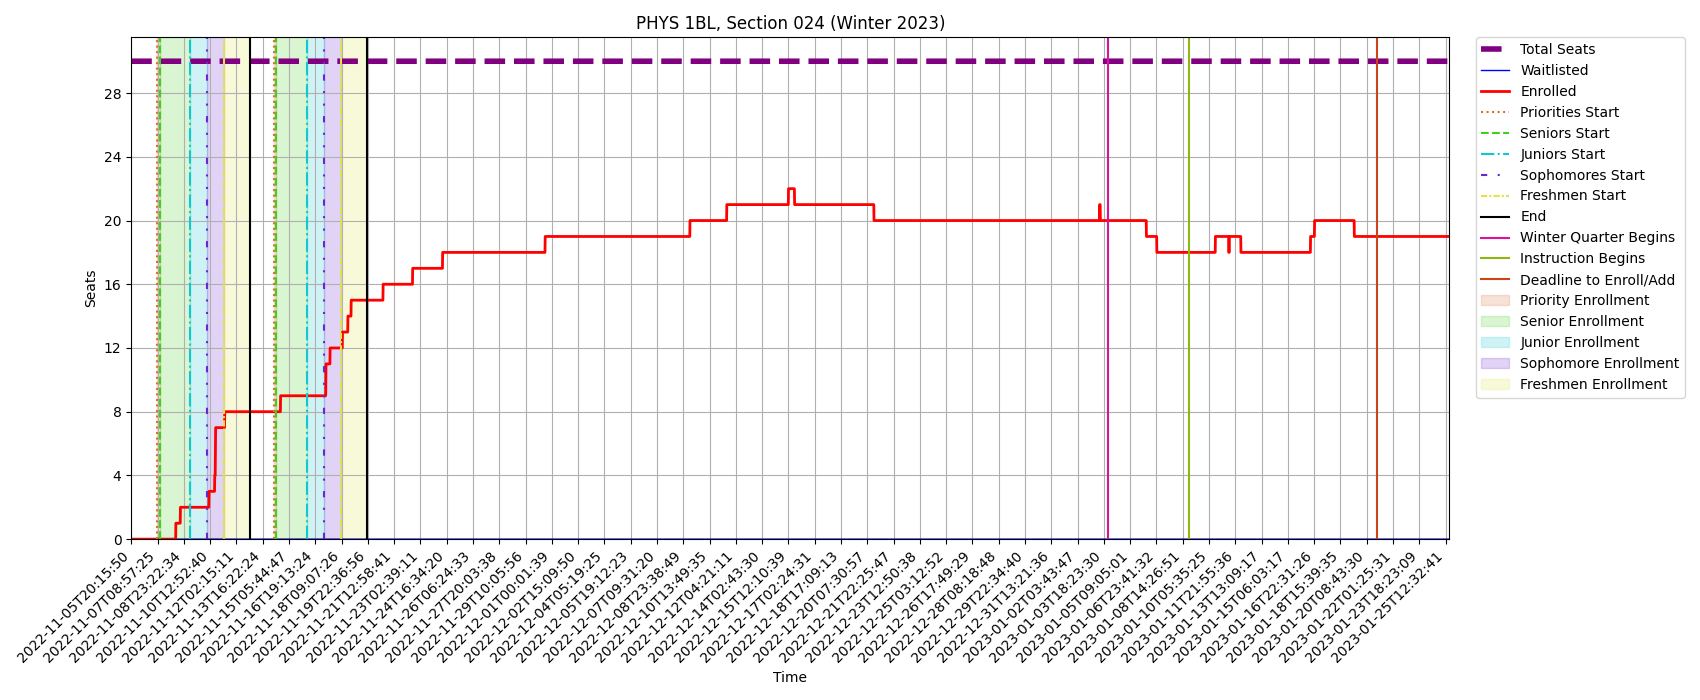 PHYS 1BL, Section 024 (Winter 2023)
Seats
28
24
20
16
12
8
4
0
2022-11-05T20:15:50
2022-11-07T08:57:25
2022-11-08T23:22:34
2022-11-10T12:52:40
2022-11-12T02:15:11
2022-11-13T16:22:24
2022-11-15T05:44:47
2022-11-16T19:13:24
2022-11-18T09:07:26
2022-11-19T22:36:56
2022-11-21T12:58:41
2022-11-23T02:39:11
2022-11-24T16:34:20
2022-11-26T06:24:33
2022-11-27T20:03:38
2022-11-29T10:05:56
2022-12-01T00:01:39
2022-12-02T15:09:50
2022-12-04T05:19:25
2022-12-05T19:12:23
2022-12-07T09:31:20
2022-12-08T23:38:49
2022-12-10T13:49:35
2022-12-12T04:21:11
2022-12-14T02:43:30
2022-12-15T12:10:39
2022-12-17T02:24:31
2022-12-18T17:09:13
2022-12-20T07:30:57
2022-12-21T22:25:47
2022-12-23T12:50:38
2022-12-25T03:12:52
2022-12-26T17:49:29
2022-12-28T08:18:48
2022-12-29T22:34:40
2022-12-31T13:21:36
2023-01-02T03:43:47
2023-01-03T18:23:30
2023-01-05T09:05:01
2023-01-06T23:41:32
2023-01-08T14:26:51
2023-01-10T05:35:25
2023-01-11T21:55:36
2023-01-13T13:09:17
2023-01-15T06:03:17
2023-01-16T22:31:26
2023-01-18T15:39:35
2023-01-20T08:43:30
2023-01-22T01:25:31
2023-01-23T18:23:09
2023-01-25T12:32:41
Time
Total Seats
Waitlisted
Enrolled
Priorities Start
Seniors Start
Juniors Start
Sophomores Start
Freshmen Start
End
Winter Quarter Begins
Instruction Begins
Deadline to Enroll/Add
Priority Enrollment
Senior Enrollment
Junior Enrollment
Sophomore Enrollment
Freshmen Enrollment